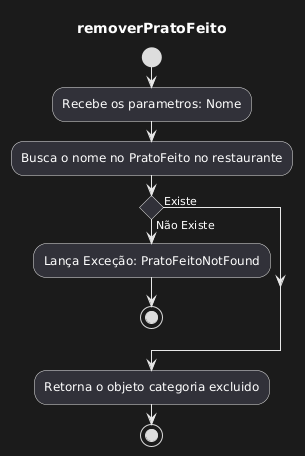 removerPratoFeito
Recebe os parametros: Nome
Busca o nome no PratoFeito no restaurante
Existe
Não Existe
Lança Exceção: PratoFeitoNotFound
Retorna o objeto categoria excluido